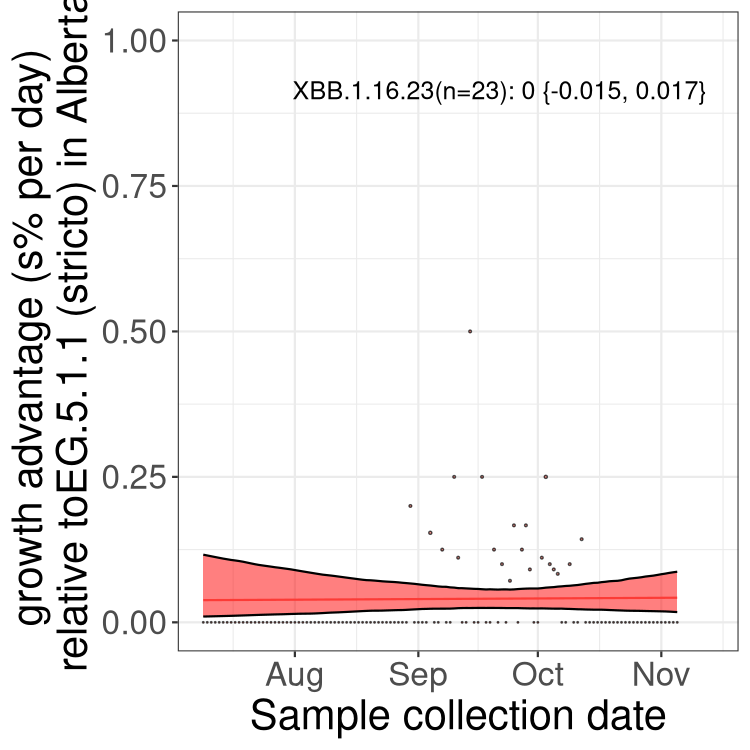 growth advantage (s% per day)
relative toEG.5.1.1 (stricto) in Alberta
1.00
0.75
0.50
0.25
0.00
XBB.1.16.23(n=23): 0 {-0.015, 0.017}
Aug Sep Oct Nov
Sample collection date